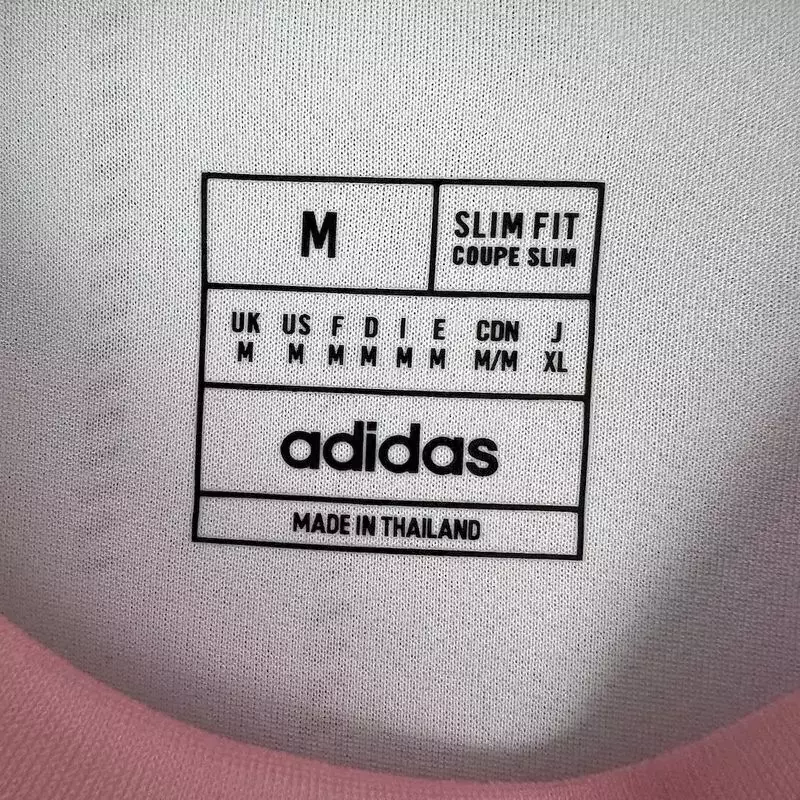 M
SLIM FIT
COUPE SLIM
UK US F D I E CDN J
M M M M M M M/M XL
adidas
MADE IN THAILAND